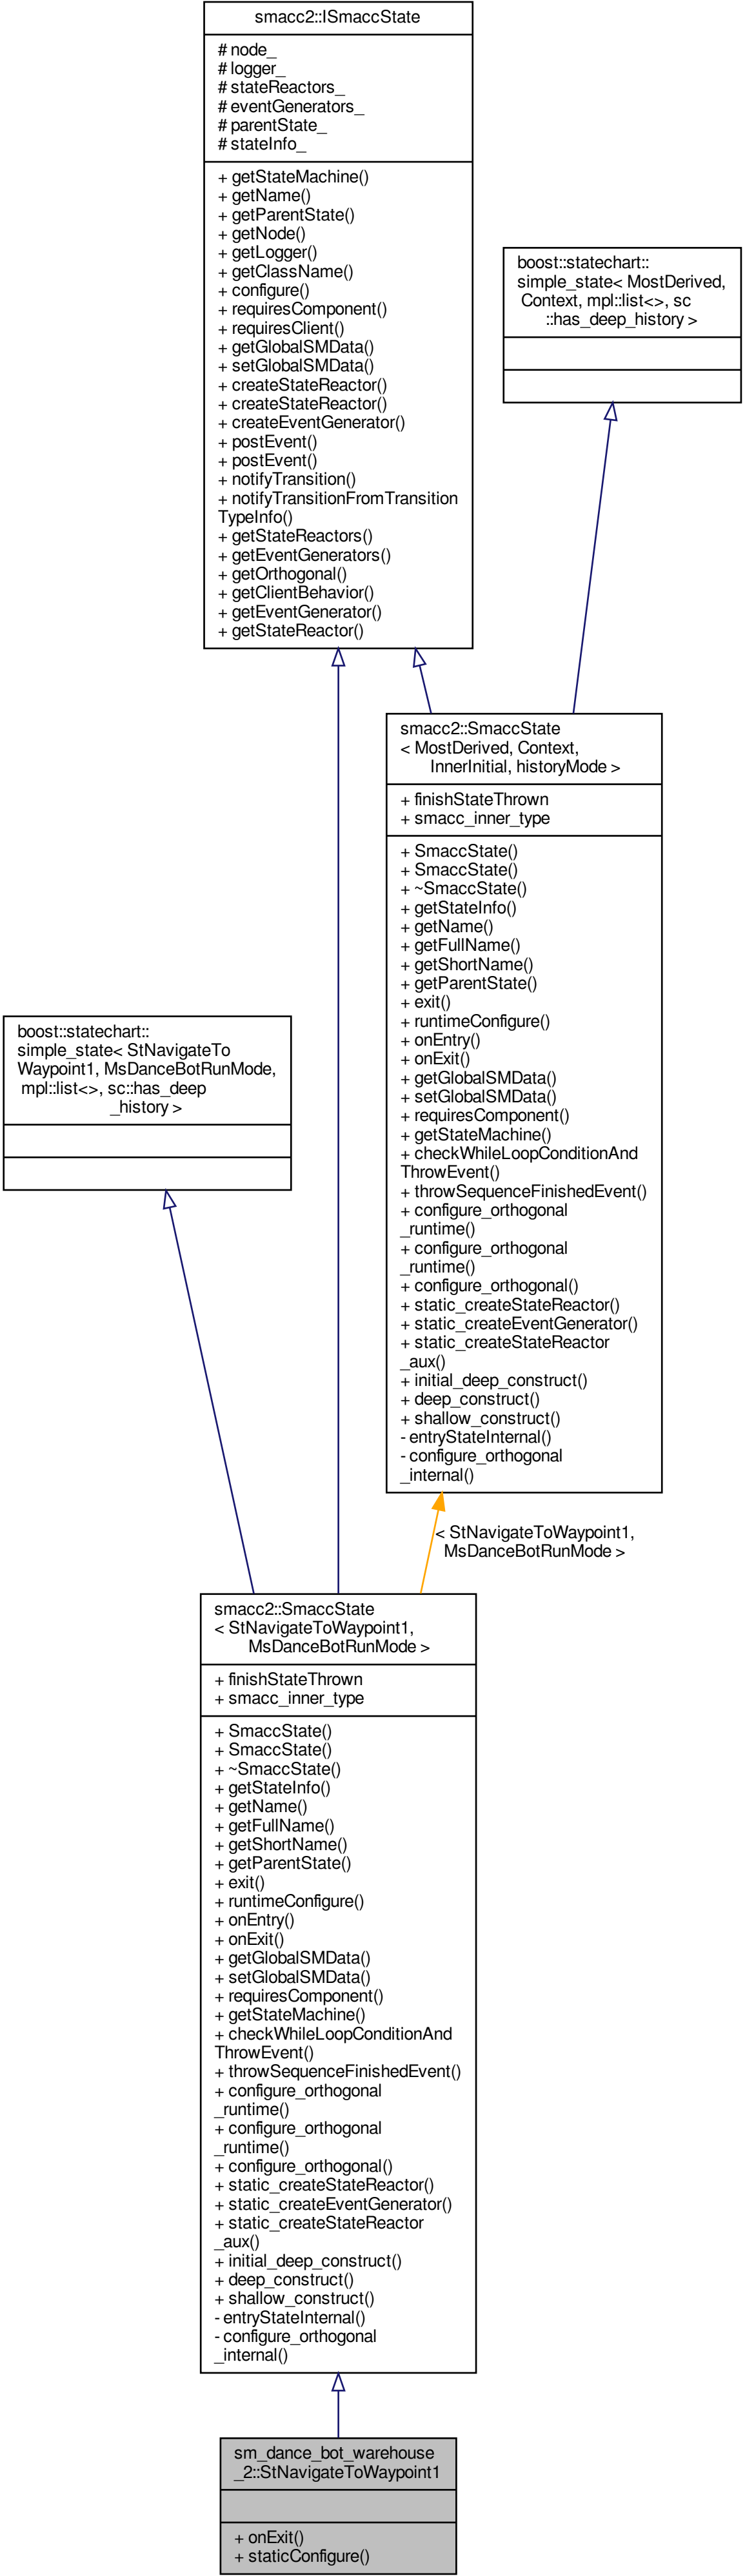 smacc2::ISmaccState
# node_
# logger_
# stateReactors_
# eventGenerators_
# parentState_
# stateInfo_
+ getStateMachine()
+ getName()
+ getParentState()
+ getNode()
+ getLogger()
+ getClassName()
+ configure()
+ requiresComponent()
+ requiresClient()
+ getGlobalSMData()
+ setGlobalSMData()
+ createStateReactor()
+ createStateReactor()
+ createEventGenerator()
+ postEvent()
+ postEvent()
+ notifyTransition()
+ notifyTransitionFromTransition
TypeInfo()
+ getStateReactors()
+ getEventGenerators()
+ getOrthogonal()
+ getClientBehavior()
+ getEventGenerator()
+ getStateReactor()
boost::statechart::
simple_state< MostDerived,
Context, mpl::list<>, sc
::has_deep_history >
smacc2::SmaccState
< MostDerived, Context,
InnerInitial, historyMode >
+ finishStateThrown
+ smacc_inner_type
+ SmaccState()
+ SmaccState()
+ ~SmaccState()
+ getStateInfo()
+ getName()
+ getFullName()
+ getShortName()
+ getParentState()
+ exit()
+ runtimeConfigure()
+ onEntry()
+ onExit()
+ getGlobalSMData()
+ setGlobalSMData()
+ requiresComponent()
+ getStateMachine()
+ checkWhileLoopConditionAnd
ThrowEvent()
+ throwSequenceFinishedEvent()
+ configure_orthogonal
_runtime()
+ configure_orthogonal
_runtime()
+ configure_orthogonal()
+ static_createStateReactor()
+ static_createEventGenerator()
+ static_createStateReactor
_aux()
+ initial_deep_construct()
+ deep_construct()
+ shallow_construct()
- entryStateInternal()
- configure_orthogonal
_internal()
boost::statechart::
simple_state< StNavigateTo
Waypoint1, MsDanceBotRunMode,
mpl::list<>, sc::has_deep
_history >
< StNavigateToWaypoint1,
MsDanceBotRunMode >
smacc2::SmaccState
< StNavigateToWaypoint1,
MsDanceBotRunMode >
+ finishStateThrown
+ smacc_inner_type
+ SmaccState()
+ SmaccState()
+ ~SmaccState()
+ getStateInfo()
+ getName()
+ getFullName()
+ getShortName()
+ getParentState()
+ exit()
+ runtimeConfigure()
+ onEntry()
+ onExit()
+ getGlobalSMData()
+ setGlobalSMData()
+ requiresComponent()
+ getStateMachine()
+ checkWhileLoopConditionAnd
ThrowEvent()
+ throwSequenceFinishedEvent()
+ configure_orthogonal
_runtime()
+ configure_orthogonal
_runtime()
+ configure_orthogonal()
+ static_createStateReactor()
+ static_createEventGenerator()
+ static_createStateReactor
_aux()
+ initial_deep_construct()
+ deep_construct()
+ shallow_construct()
- entryStateInternal()
- configure_orthogonal
_internal()
sm_dance_bot_warehouse
_2::StNavigateToWaypoint1
+ onExit()
+ staticConfigure()